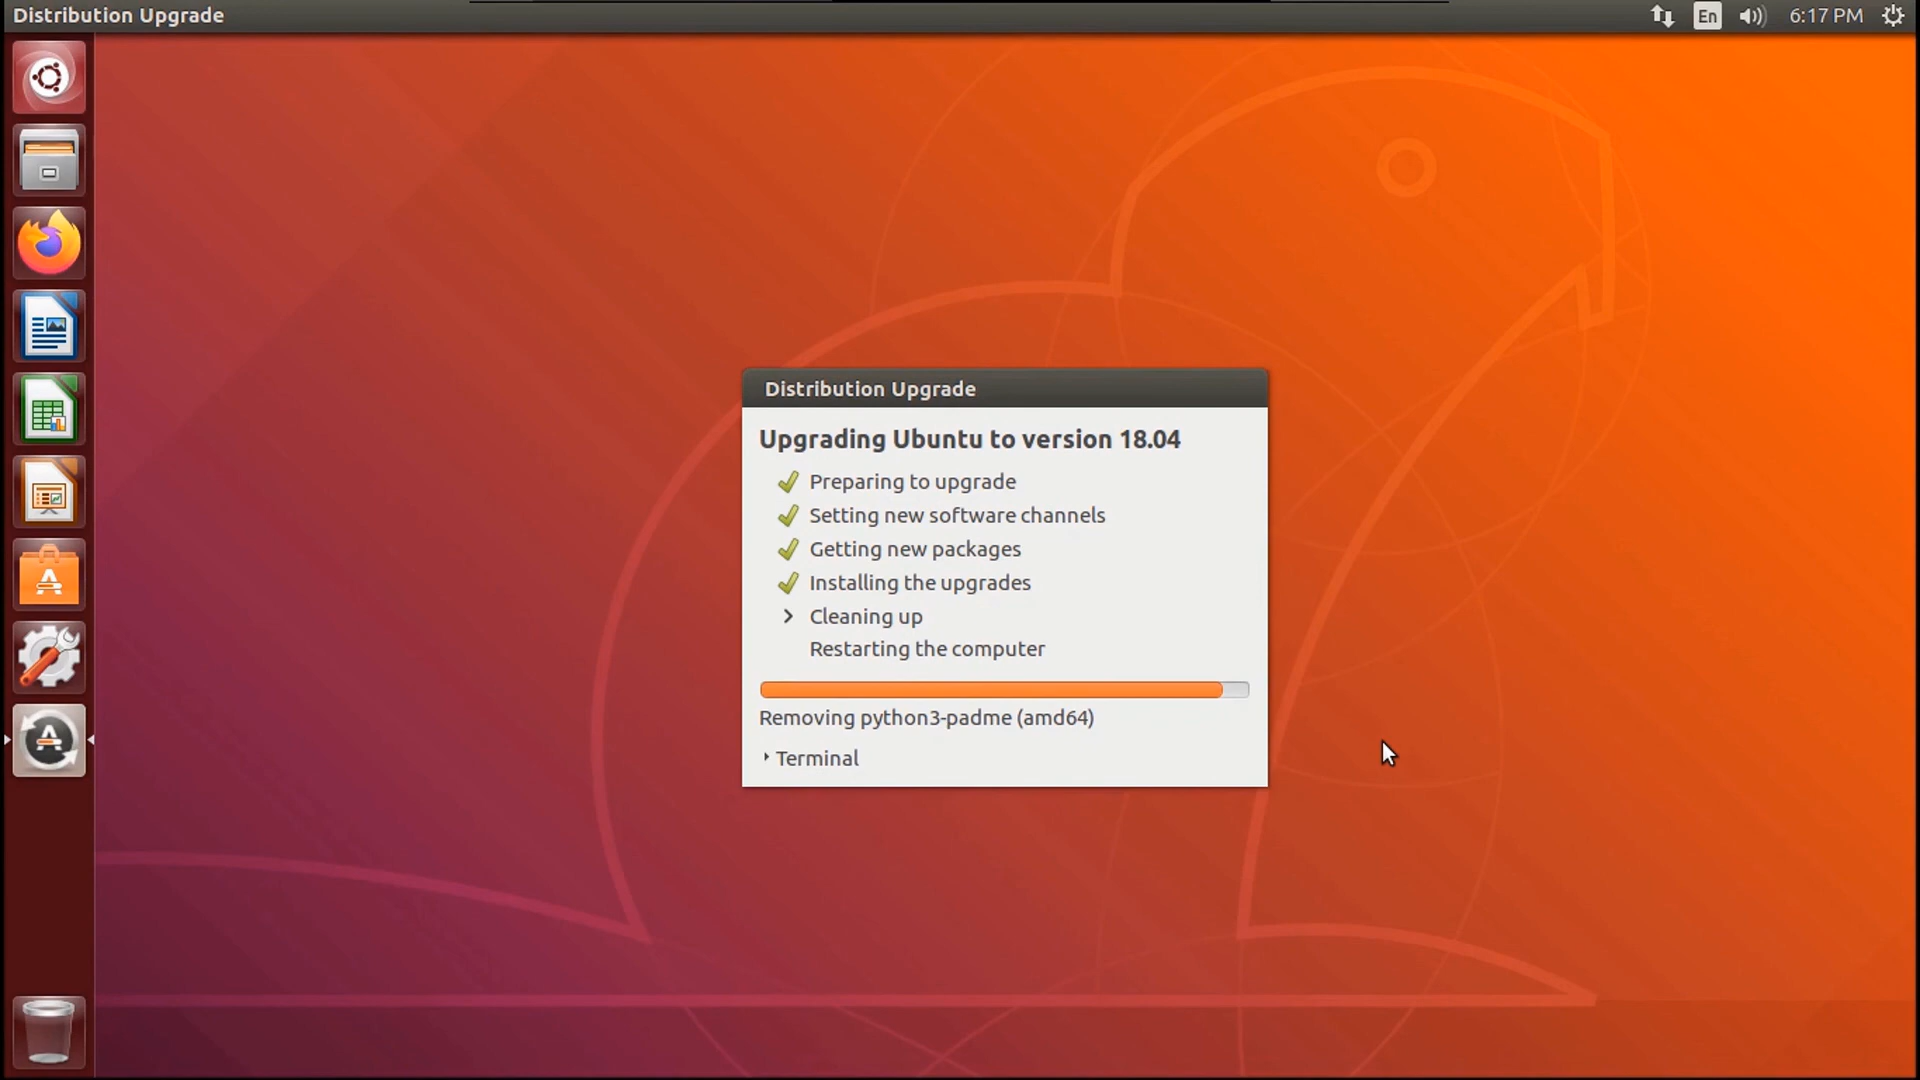 Distribution Upgrade
En
6:17 PM
Distribution Upgrade
Upgrading Ubuntu to version 18.04
Preparing to upgrade
Setting new software channels
Getting new packages
Installing the upgrades
Cleaning up
Restarting the computer
Removing python3-padme (amd64)
Terminal